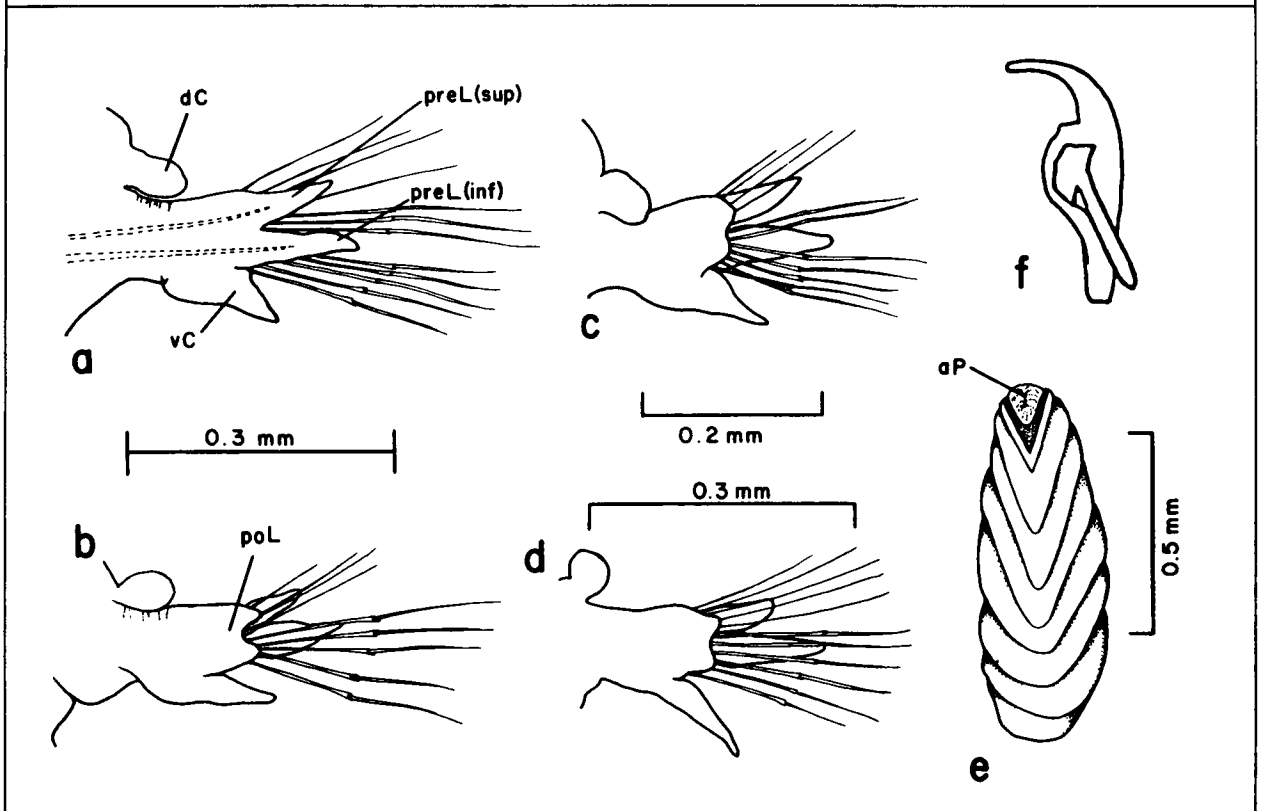 dC
preL(sup)
preL(inf)
vC
a
c
f
0.3 mm
0.2 mm
aP
b
poL
d
0.3 mm
0.5 mm
e